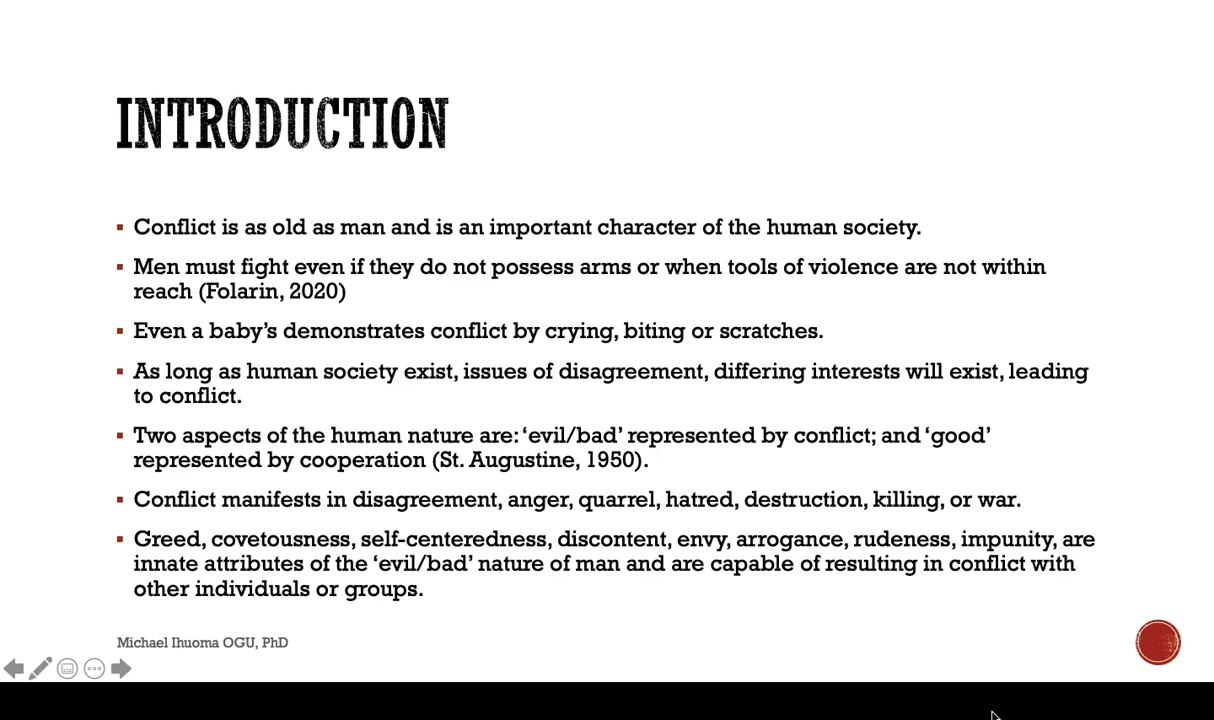 INTRODUCTION
▪ Conflict is as old as man and is an important character of the human society.
▪ Men must fight even if they do not possess arms or when tools of violence are not within
reach (Folarin, 2020)
▪ Even a baby’s demonstrates conflict by crying, biting or scratches.
▪ As long as human society exist, issues of disagreement, differing interests will exist, leading
to conflict.
▪ Two aspects of the human nature are: ‘evil/bad’ represented by conflict; and ‘good’
represented by cooperation (St. Augustine, 1950).
▪ Conflict manifests in disagreement, anger, quarrel, hatred, destruction, killing, or war.
▪ Greed, covetousness, self-centeredness, discontent, envy, arrogance, rudeness, impunity, are
innate attributes of the ‘evil/bad’ nature of man and are capable of resulting in conflict with
other individuals or groups.
Michael Ihuoma OGU, PhD